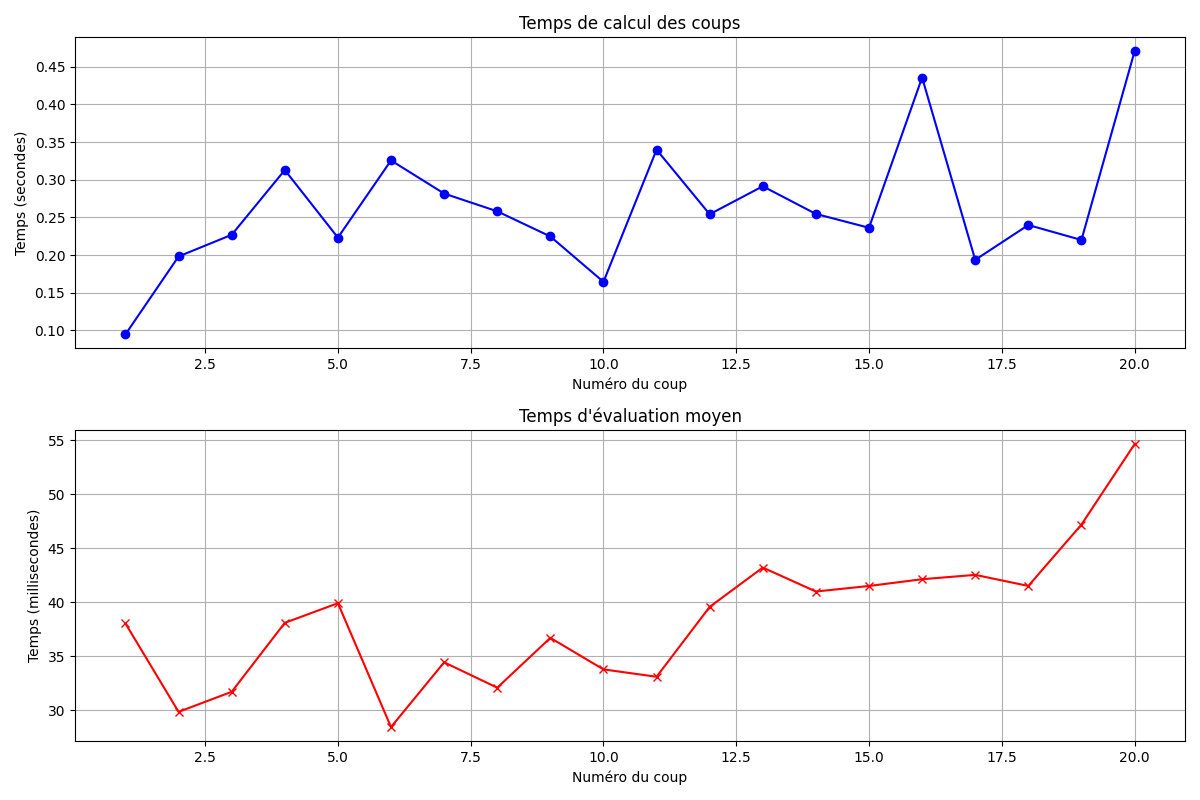 Temps de calcul des coups
Temps (secondes)
0.45
0.40
0.35
0.30
0.25
0.20
0.15
0.10
2.5 5.0 7.5 10.0 12.5 15.0 17.5 20.0
Numéro du coup
Temps d'évaluation moyen
Temps (millisecondes)
55
50
45
40
35
30
2.5 5.0 7.5 10.0 12.5 15.0 17.5 20.0
Numéro du coup